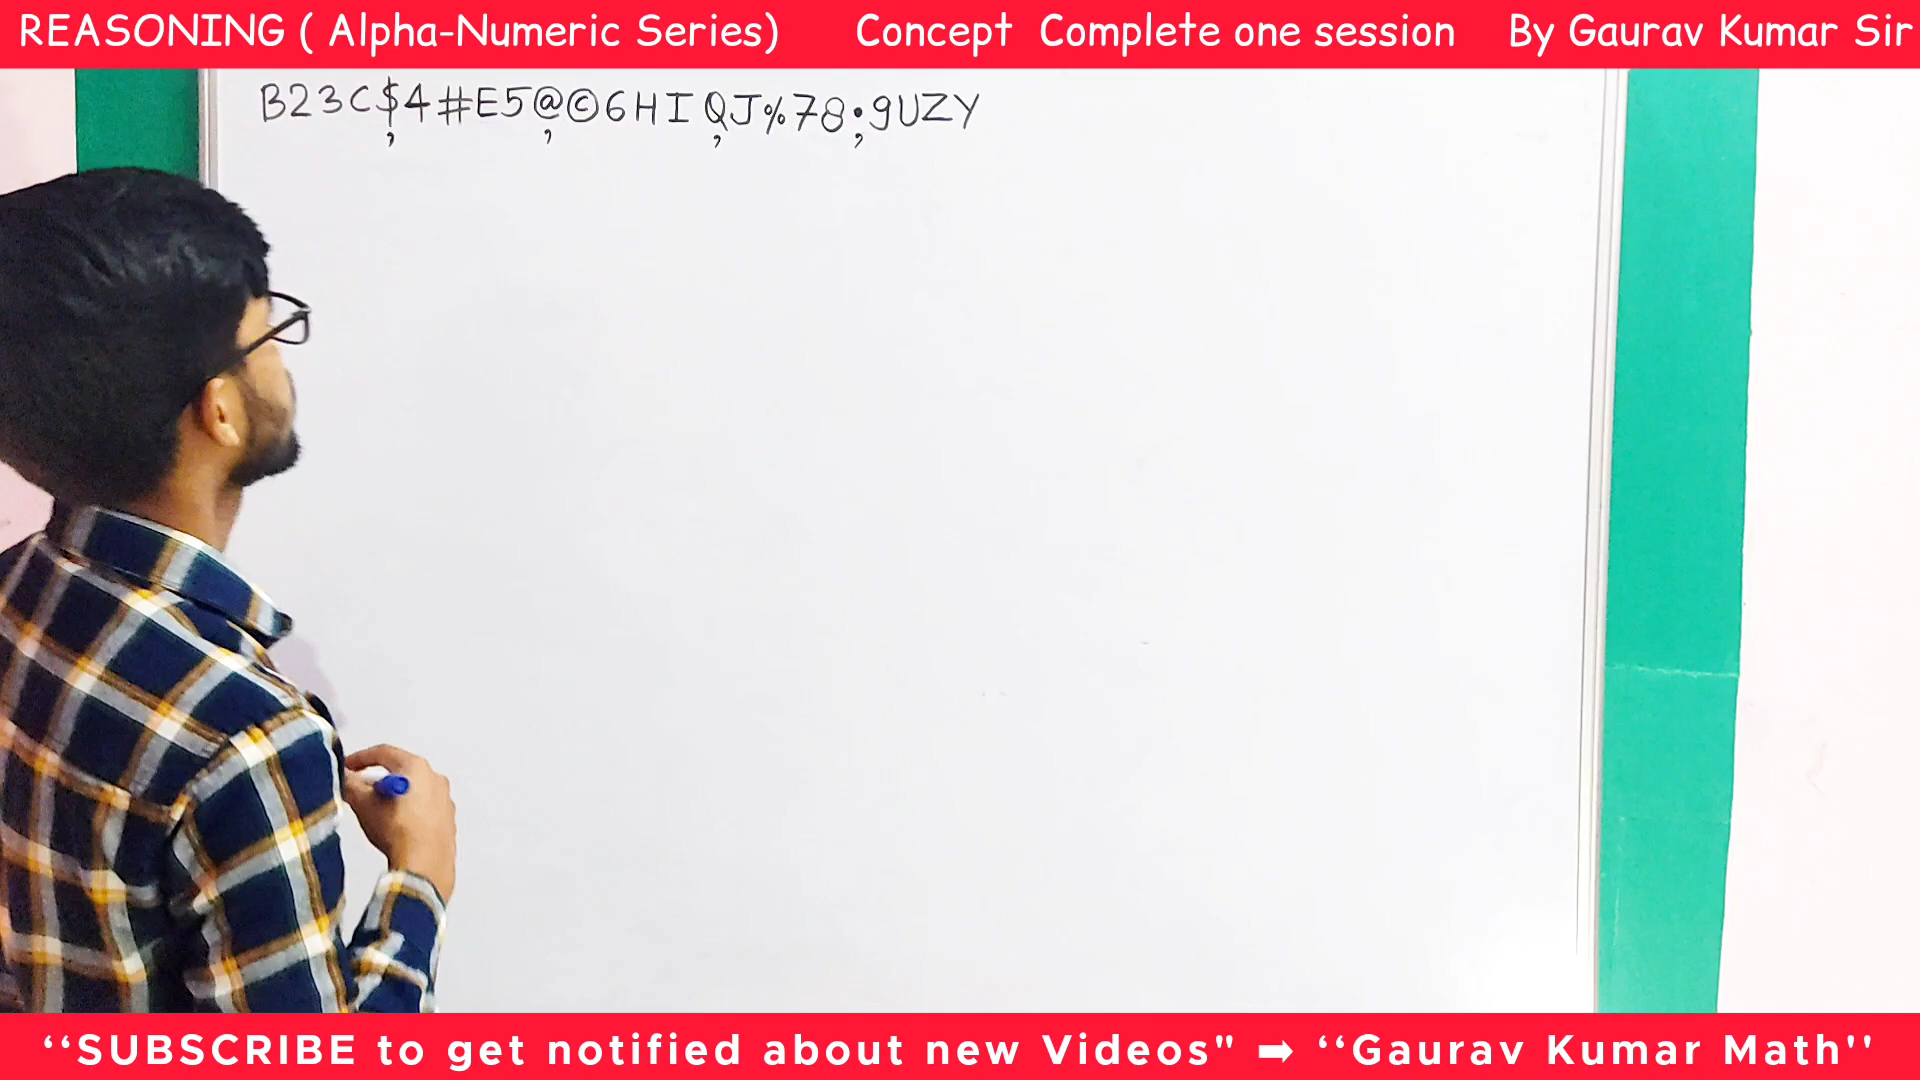 REASONING ( Alpha-Numeric Series) Concept Complete one session By Gaurav Kumar Sir
B23C$4#E5@©6HIQJ%78•9UZY
, , , ,
‘‘SUBSCRIBE to get notified about new Videos" ➡ ‘‘Gaurav Kumar Math''